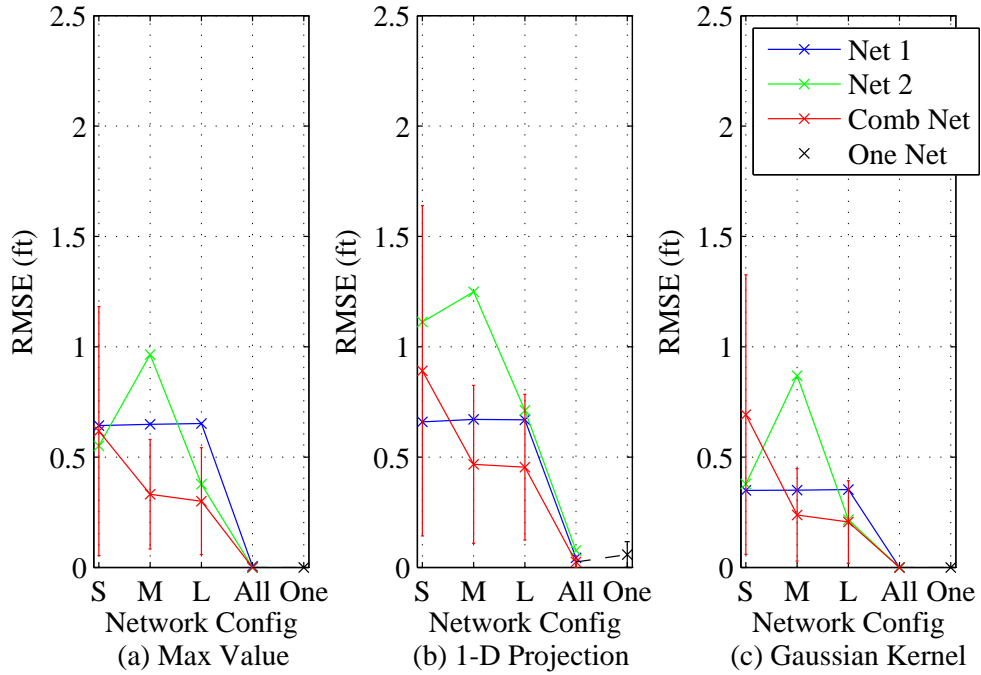 2.5
2
1.5
1
0.5
0
RMSE (ft)
S M L All One
Network Config
(a) Max Value
2.5
2
1.5
1
0.5
0
RMSE (ft)
S M L All One
Network Config
(b) 1-D Projection
2.5
2
1.5
1
0.5
0
RMSE (ft)
S M L All One
Network Config
(c) Gaussian Kernel
Net 1
Net 2
Comb Net
One Net